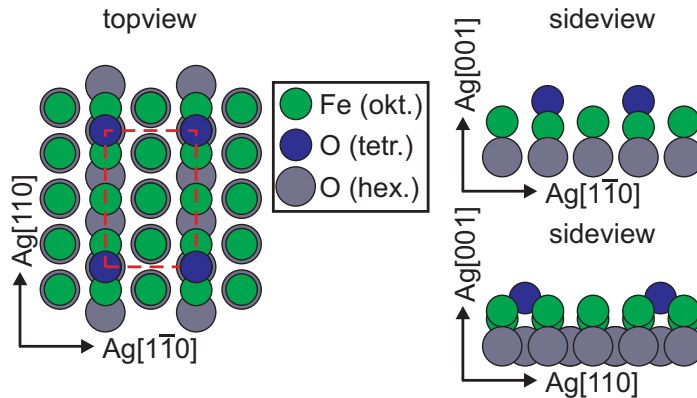 topview
sideview
Fe (okt.)
O (tetr.)
O (hex.)
Ag[110]
Ag[11̅0]
Ag[001]
Ag[11̅0]
sideview
Ag[001]
Ag[110]